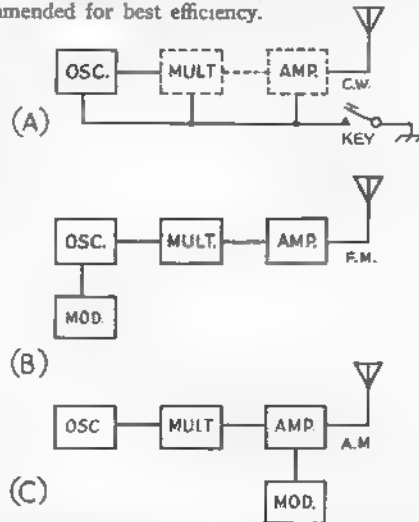 mmended for best efficiency.
OSC. MULT AMP. C.W.
(A)
KEY
OSC. MULT. AMP. F.M.
MOD.
(B)
OSC MULT AMP. A.M
MOD.
(C)